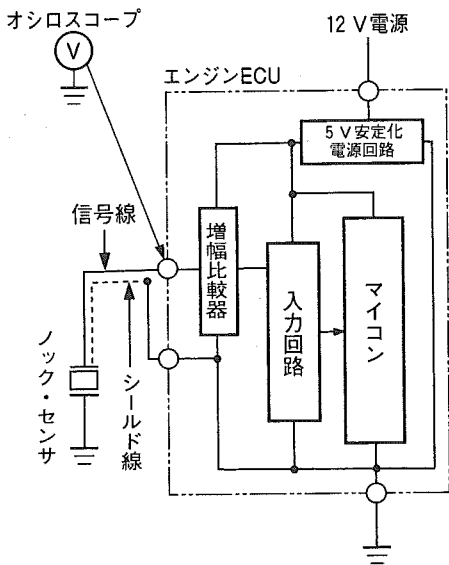 オシロスコープ
V
12 V電源
エンジンECU
5 V安定化
電源回路
信号線
増幅比較器
入力回路
マイコン
ノック・センサ
シールド線